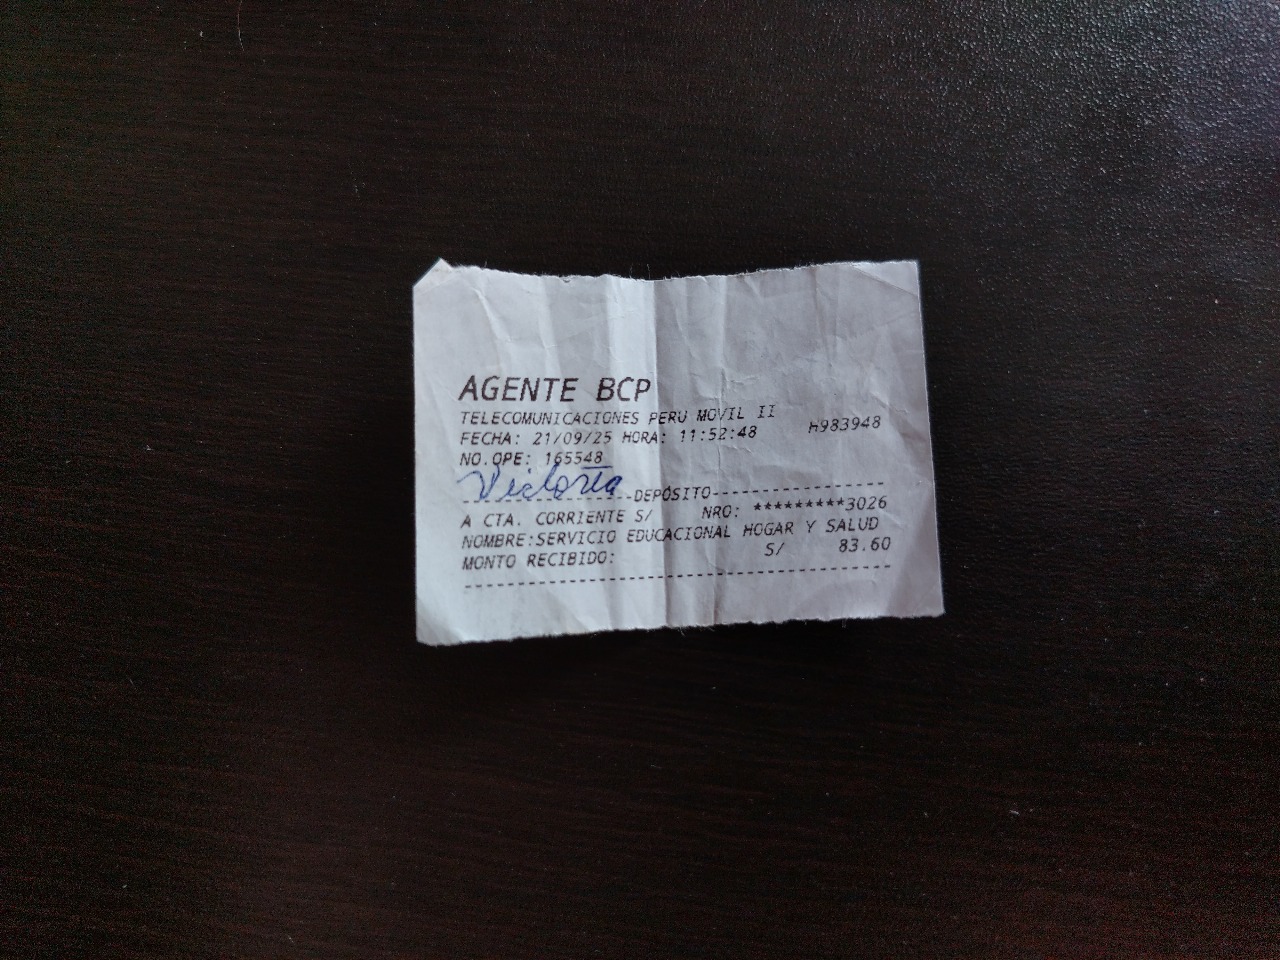 AGENTE BCP
TELECOMUNICACIONES PERU MOVIL II
FECHA: 21/09/25 HORA: 11:52:48 H983948
NO.OPE: 165548
Victoria
-----------------DEPÓSITO-----------------
A CTA. CORRIENTE S/ NRO: *********3026
NOMBRE:SERVICIO EDUCACIONAL HOGAR Y SALUD
MONTO RECIBIDO: S/ 83.60